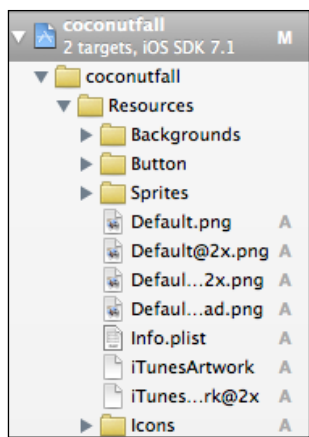 coconutfall
2 targets, iOS SDK 7.1 M
coconutfall
Resources
Backgrounds
Button
Sprites
Default.png A
Default@2x.png A
Defaul...2x.png A
Defaul...ad.png A
Info.plist A
iTunesArtwork A
iTunes...rk@2x A
Icons A